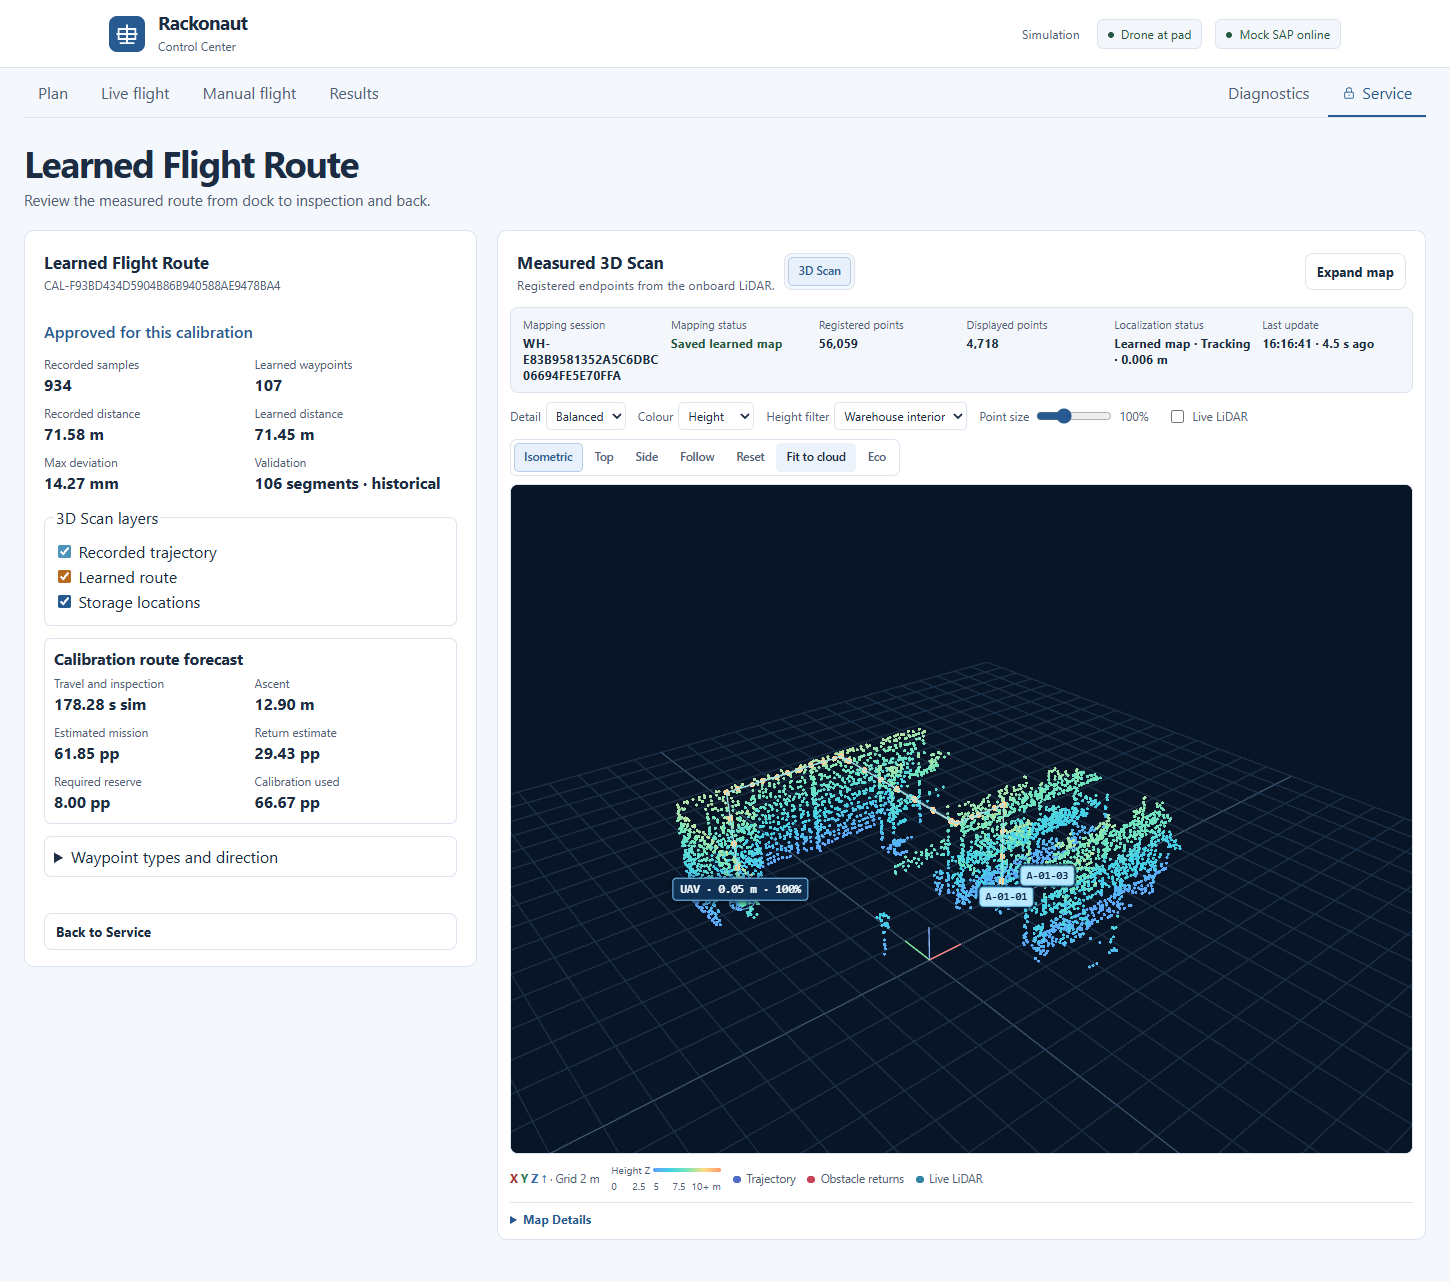 Rackonaut
Control Center
Simulation
Drone at pad
Mock SAP online
Plan
Live flight
Manual flight
Results
Diagnostics
Service
Learned Flight Route
Review the measured route from dock to inspection and back.
Learned Flight Route
CAL-F93BD434D5904B86B940588AE9478BA4
Approved for this calibration
Recorded samples
934
Learned waypoints
107
Recorded distance
71.58 m
Learned distance
71.45 m
Max deviation
14.27 mm
Validation
106 segments · historical
3D Scan layers
Recorded trajectory
Learned route
Storage locations
Calibration route forecast
Travel and inspection
178.28 s sim
Ascent
12.90 m
Estimated mission
61.85 pp
Return estimate
29.43 pp
Required reserve
8.00 pp
Calibration used
66.67 pp
Waypoint types and direction
Back to Service
Measured 3D Scan
Registered endpoints from the onboard LiDAR.
3D Scan
Expand map
Mapping session
WH-
E83B9581352A5C6DBC
06694FE5E70FFA
Mapping status
Saved learned map
Registered points
56,059
Displayed points
4,718
Localization status
Learned map · Tracking
· 0.006 m
Last update
16:16:41 · 4.5 s ago
Detail
Balanced
Colour
Height
Height filter
Warehouse interior
Point size
100%
Live LiDAR
Isometric
Top
Side
Follow
Reset
Fit to cloud
Eco
UAV · 0.05 m · 100%
A-01-03
A-01-01
X Y Z ↑ · Grid 2 m
Height Z
0 2.5 5 7.5 10+ m
Trajectory
Obstacle returns
Live LiDAR
Map Details